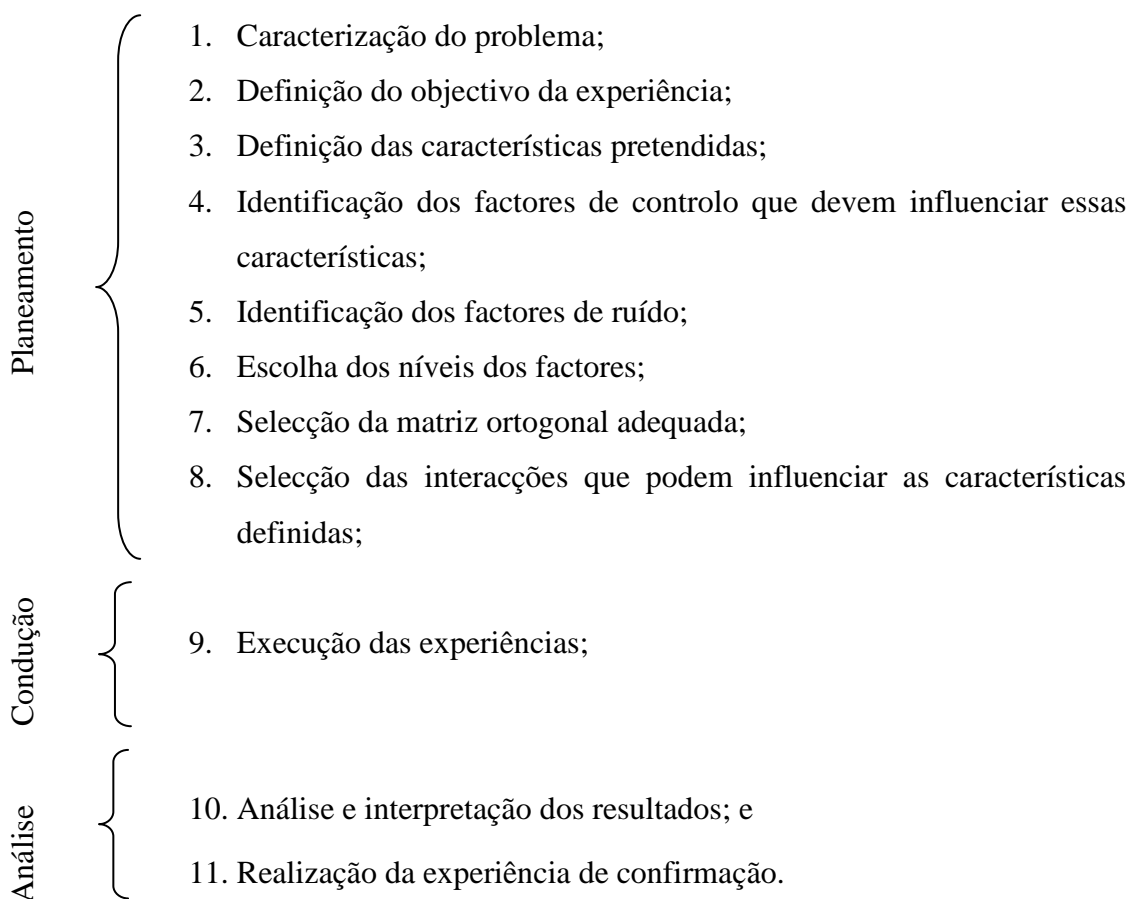 Planeamento
1. Caracterização do problema;
2. Definição do objectivo da experiência;
3. Definição das características pretendidas;
4. Identificação dos factores de controlo que devem influenciar essas
características;
5. Identificação dos factores de ruído;
6. Escolha dos níveis dos factores;
7. Selecção da matriz ortogonal adequada;
8. Selecção das interacções que podem influenciar as características
definidas;
Condução
9. Execução das experiências;
Análise
10. Análise e interpretação dos resultados; e
11. Realização da experiência de confirmação.